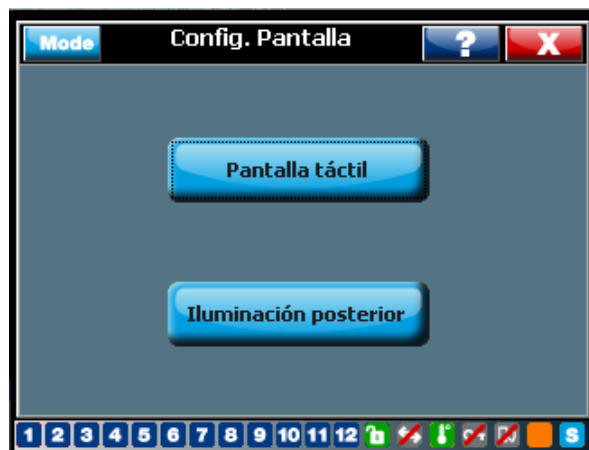 Mode Config. Pantalla ? X
Pantalla táctil
Iluminación posterior
1 2 3 4 5 6 7 8 9 10 11 12 S